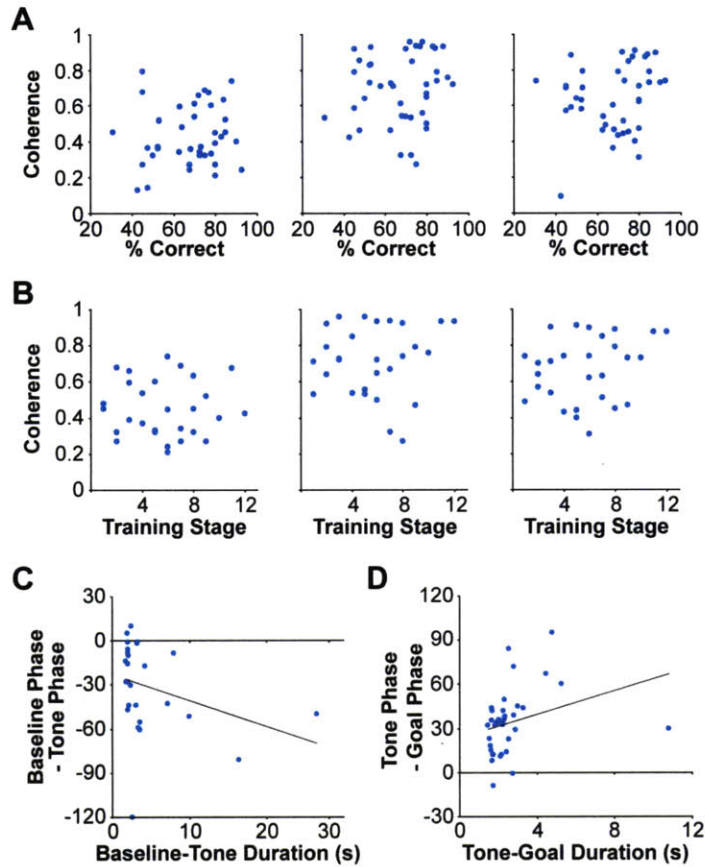 A
Coherence
1
0.8
0.6
0.4
0.2
0
20 40 60 80 100
% Correct
20 40 60 80 100
% Correct
20 40 60 80 100
% Correct
B
Coherence
1
0.8
0.6
0.4
0.2
0
4 8 12
Training Stage
4 8 12
Training Stage
4 8 12
Training Stage
C
Baseline Phase
- Tone Phase
30
0
-30
-60
-90
-120
0 10 20 30
Baseline-Tone Duration (s)
D
Tone Phase
- Goal Phase
120
90
60
30
0
-30
0 4 8 12
Tone-Goal Duration (s)